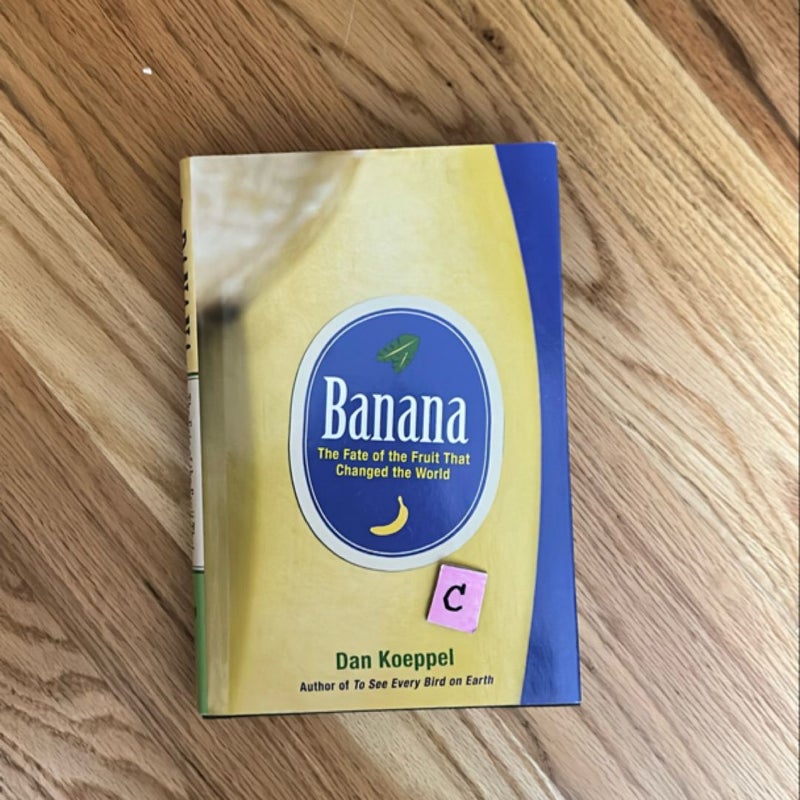 Banana
The Fate of the Fruit That
Changed the World
C
Dan Koeppel
Author of To See Every Bird on Earth